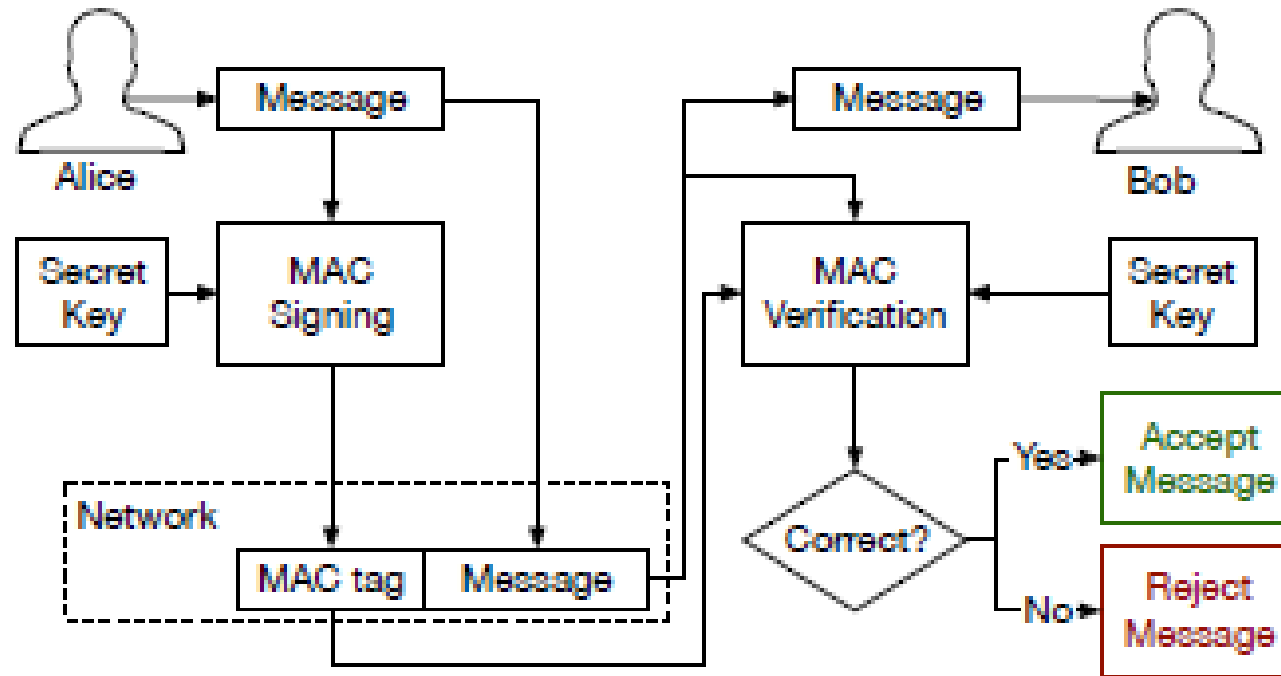 Message
Message
Alice
Bob
Secret
Key
MAC
Signing
MAC
Verification
Secret
Key
Network
MAC tag
Message
Correct?
Yes
Accept
Message
No
Reject
Message